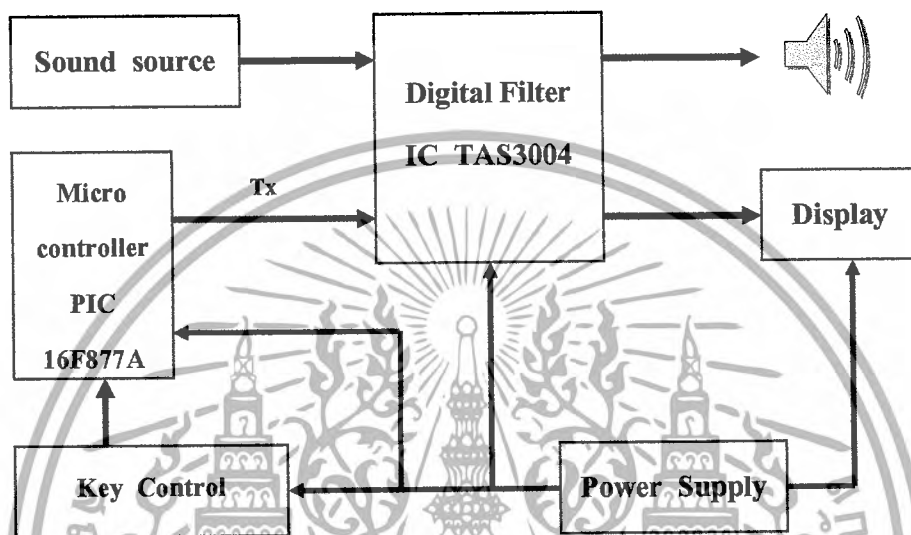 Sound source
Digital Filter
IC TAS3004
Micro
controller
PIC
16F877A
Tx
Display
Key Control
Power Supply